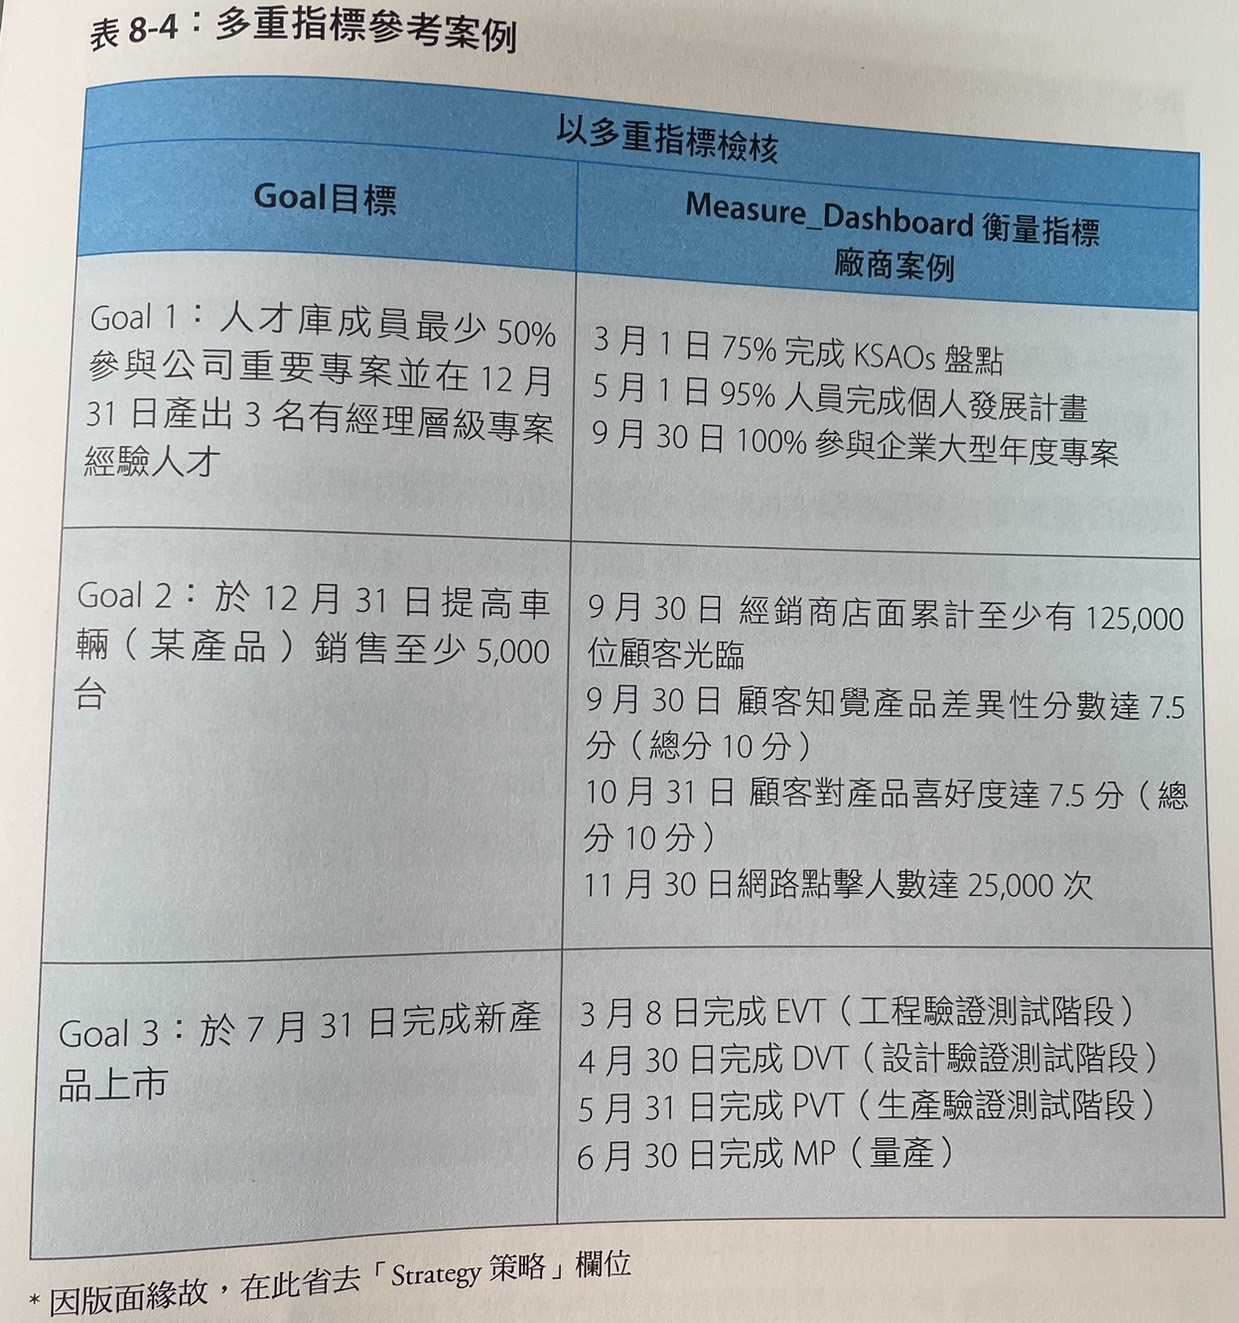 表 8-4：多重指標參考案例
以多重指標檢核
Goal目標
Measure_Dashboard 衡量指標
廠商案例
Goal 1：人才庫成員最少 50%
參與公司重要專案並在 12 月
31 日產出 3 名有經理層級專案
經驗人才
3 月 1 日 75% 完成 KSAOs 盤點
5 月 1 日 95% 人員完成個人發展計畫
9 月 30 日 100% 參與企業大型年度專案
Goal 2：於 12 月 31 日提高車
輛（某產品）銷售至少 5,000
台
9 月 30 日 經銷商店面累計至少有 125,000
位顧客光臨
9 月 30 日 顧客知覺產品差異性分數達 7.5
分（總分 10 分）
10 月 31 日 顧客對產品喜好度達 7.5 分（總
分 10 分）
11 月 30 日網路點擊人數達 25,000 次
Goal 3：於 7 月 31 日完成新產
品上市
3 月 8 日完成 EVT（工程驗證測試階段）
4 月 30 日完成 DVT（設計驗證測試階段）
5 月 31 日完成 PVT（生產驗證測試階段）
6 月 30 日完成 MP（量產）
* 因版面緣故，在此省去「Strategy 策略」欄位